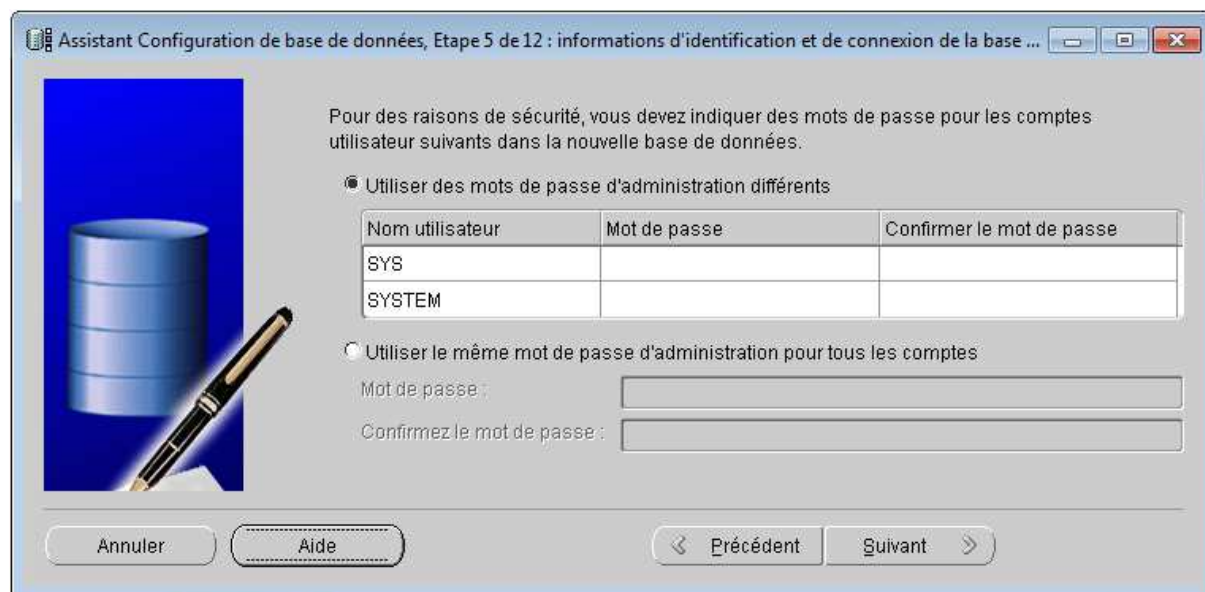 Assistant Configuration de base de données, Etape 5 de 12 : informations d'identification et de connexion de la base ...
Pour des raisons de sécurité, vous devez indiquer des mots de passe pour les comptes
utilisateur suivants dans la nouvelle base de données.
Utiliser des mots de passe d'administration différents
Nom utilisateur Mot de passe Confirmer le mot de passe
SYS
SYSTEM
Utiliser le même mot de passe d'administration pour tous les comptes
Mot de passe :
Confirmez le mot de passe :
Annuler Aide Précédent Suivant